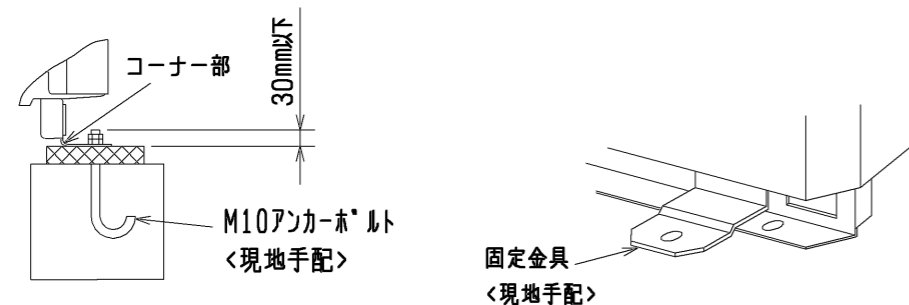 コーナー部
30mm以下
M10アンカーボルト
<現地手配>
固定金具
<現地手配>